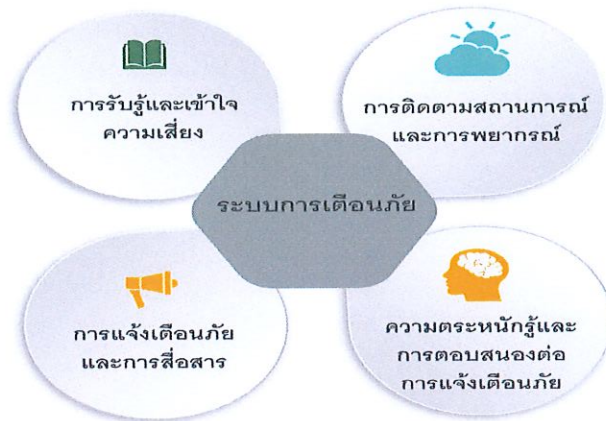 การรับรู้และเข้าใจ
ความเสี่ยง
การติดตามสถานการณ์
และการพยากรณ์
ระบบการเตือนภัย
การแจ้งเตือนภัย
และการสื่อสาร
ความตระหนักรู้และ
การตอบสนองต่อ
การแจ้งเตือนภัย